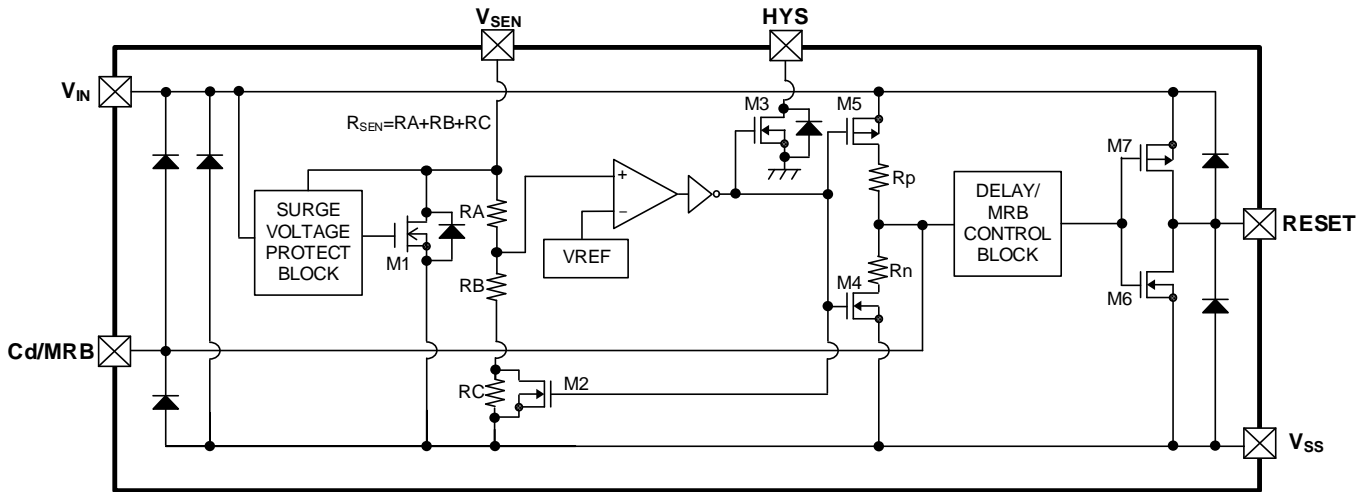 VSEN
HYS
VIN
RSEN=RA+RB+RC
M3
M5
M7
SURGE
VOLTAGE
PROTECT
BLOCK
M1
RA
RB
VREF
+
−
Rp
Rn
M4
DELAY/
MRB
CONTROL
BLOCK
M6
RESET
Cd/MRB
RC
M2
VSS